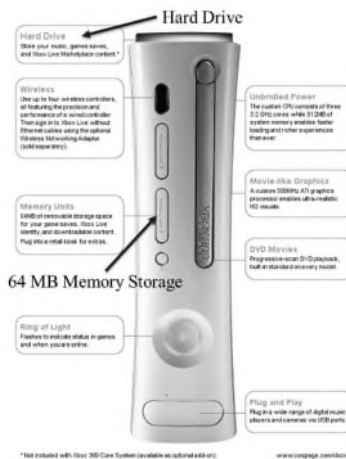 Hard Drive
Hard Drive
Store your music, games saves,
and Xbox Live Marketplace content.*
Wireless
Use up to four wireless controllers,
all featuring the precision
and performance
of a wired controller.
Then sign in to Xbox Live without
Ethernet cables using the optional
Wireless Networking Adapter
(sold separately).
Memory Units
64MB of removable storage space
for your game saves, Xbox Live
identity, and downloadable content.
Plug into a retail kiosk for extras.
64 MB Memory Storage
Ring of Light
Flashes to indicate status in games
and when you are online.
Unbridled Power
The custom CPU consists of three
3.2 GHz cores while 512MB of
system memory enables faster
loading and richer experiences
than ever.
Movie-like Graphics
A custom 500MHz ATI graphics
processor enables ultra-realistic
HD visuals.
DVD Movies
Progressive-scan DVD playback,
built-in standard on every model.
Plug and Play
Plug in a wide range of digital music
players and cameras via USB ports.
*Not included with Xbox 360 Core System (available as optional add-on).